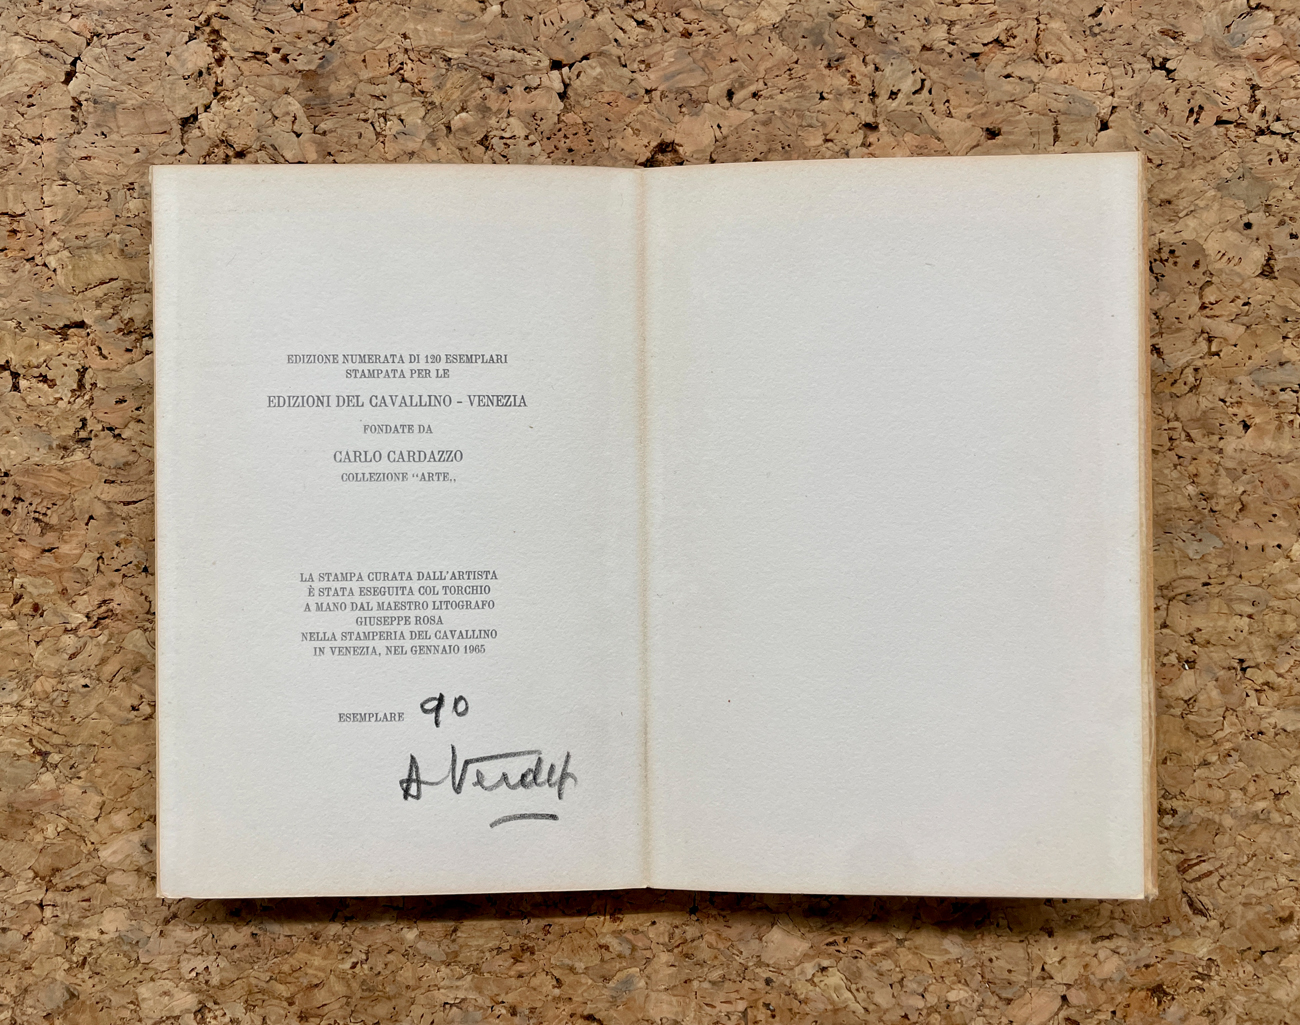 EDIZIONE NUMERATA DI 120 ESEMPLARI
STAMPATA PER LE
EDIZIONI DEL CAVALLINO - VENEZIA
FONDATE DA
CARLO CARDAZZO
COLLEZIONE “ARTE„
LA STAMPA CURATA DALL'ARTISTA
È STATA ESEGUITA COL TORCHIO
A MANO DAL MAESTRO LITOGRAFO
GIUSEPPE ROSA
NELLA STAMPERIA DEL CAVALLINO
IN VENEZIA, NEL GENNAIO 1965
ESEMPLARE 90